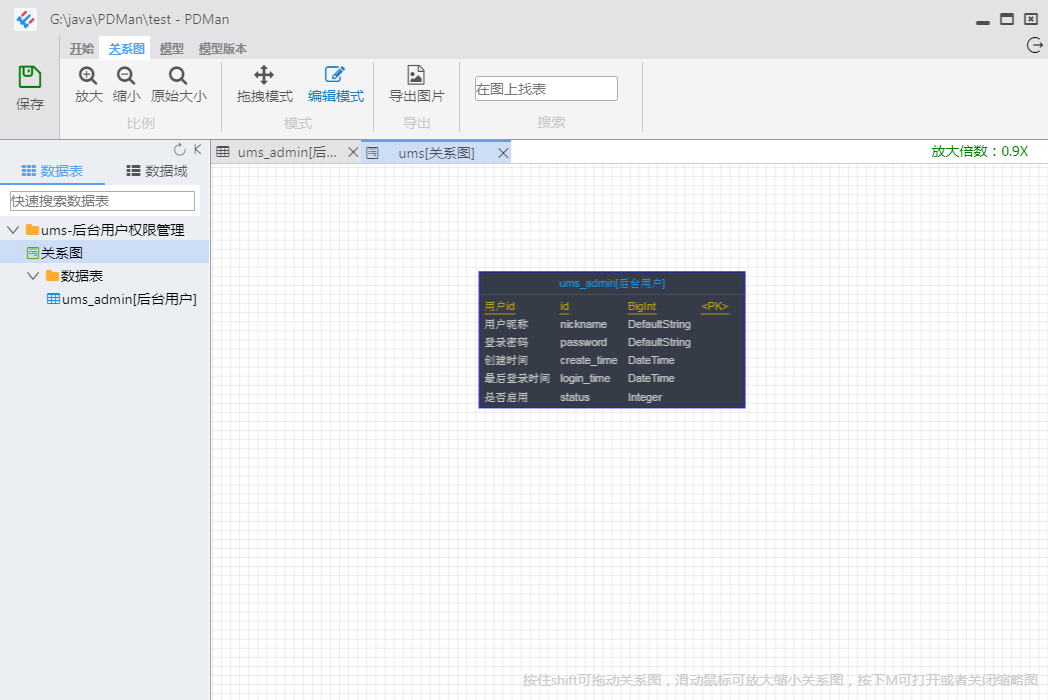 G:\java\PDMan\test - PDMan
开始 关系图 模型 模型版本
保存
放大 缩小 原始大小
比例
拖拽模式 编辑模式
模式
导出图片
导出
在图上找表
搜索
K
数据表 数据域
快速搜索数据表
ums-后台用户权限管理
关系图
数据表
ums_admin[后台用户]
ums_admin[后... ums[关系图]
放大倍数：0.9X
ums_admin[后台用户]
用户id id BigInt <PK>
用户昵称 nickname DefaultString
登录密码 password DefaultString
创建时间 create_time DateTime
最后登录时间 login_time DateTime
是否启用 status Integer
按住shift可拖动关系图，滑动鼠标可放大缩小关系图，按下M可打开或者关闭缩略图